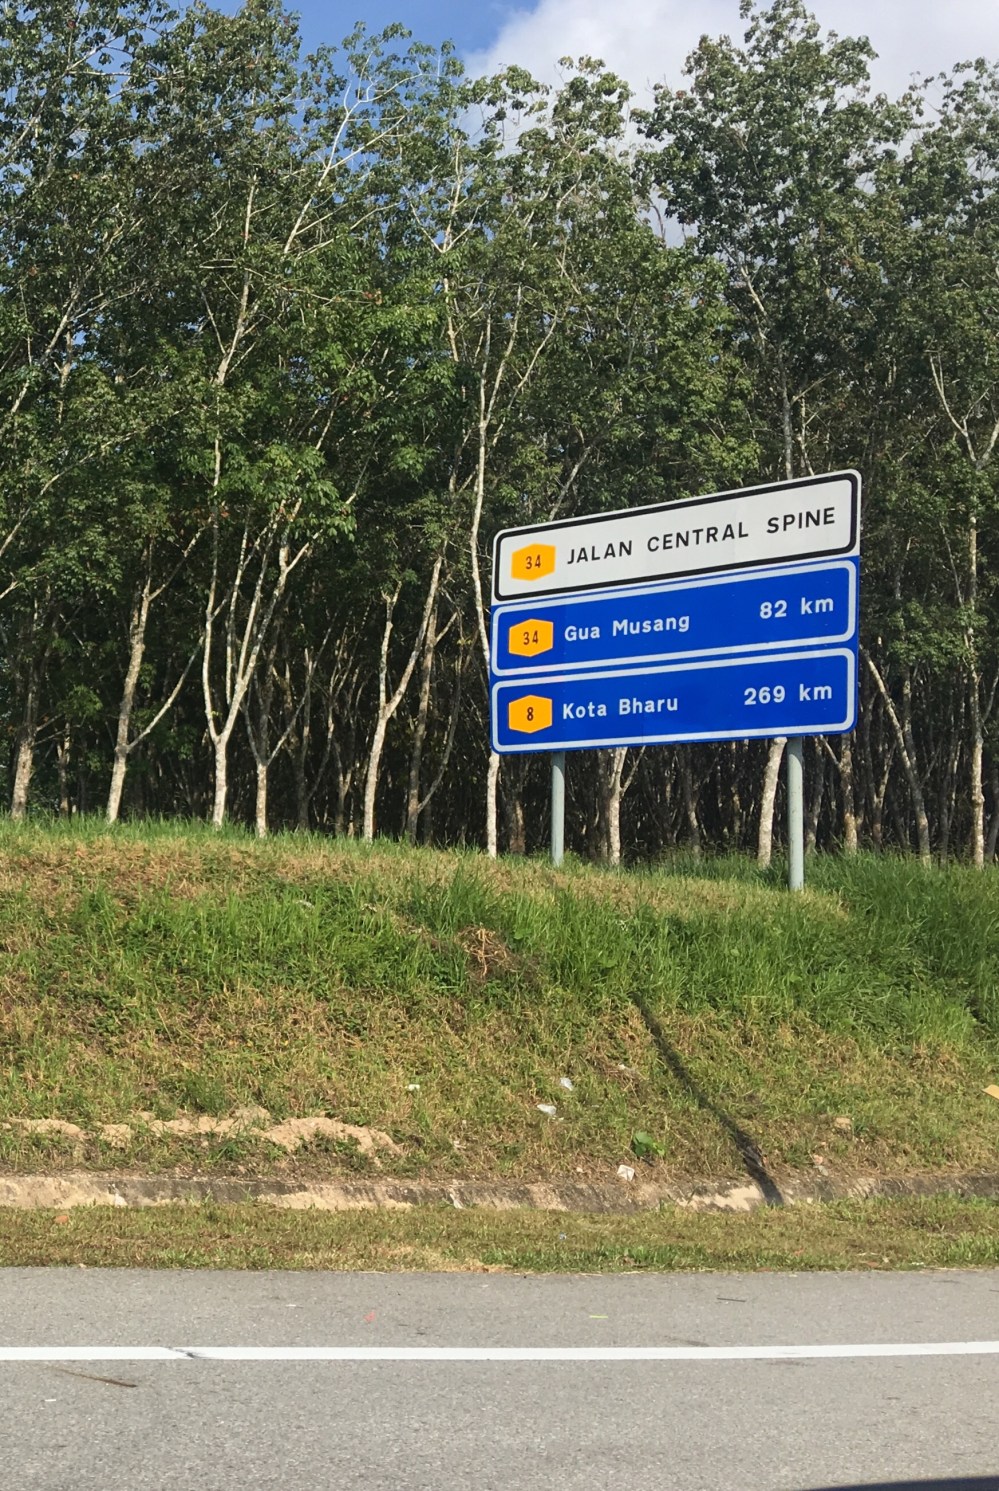 34 JALAN CENTRAL SPINE
34 Gua Musang 82 km
8 Kota Bharu 269 km